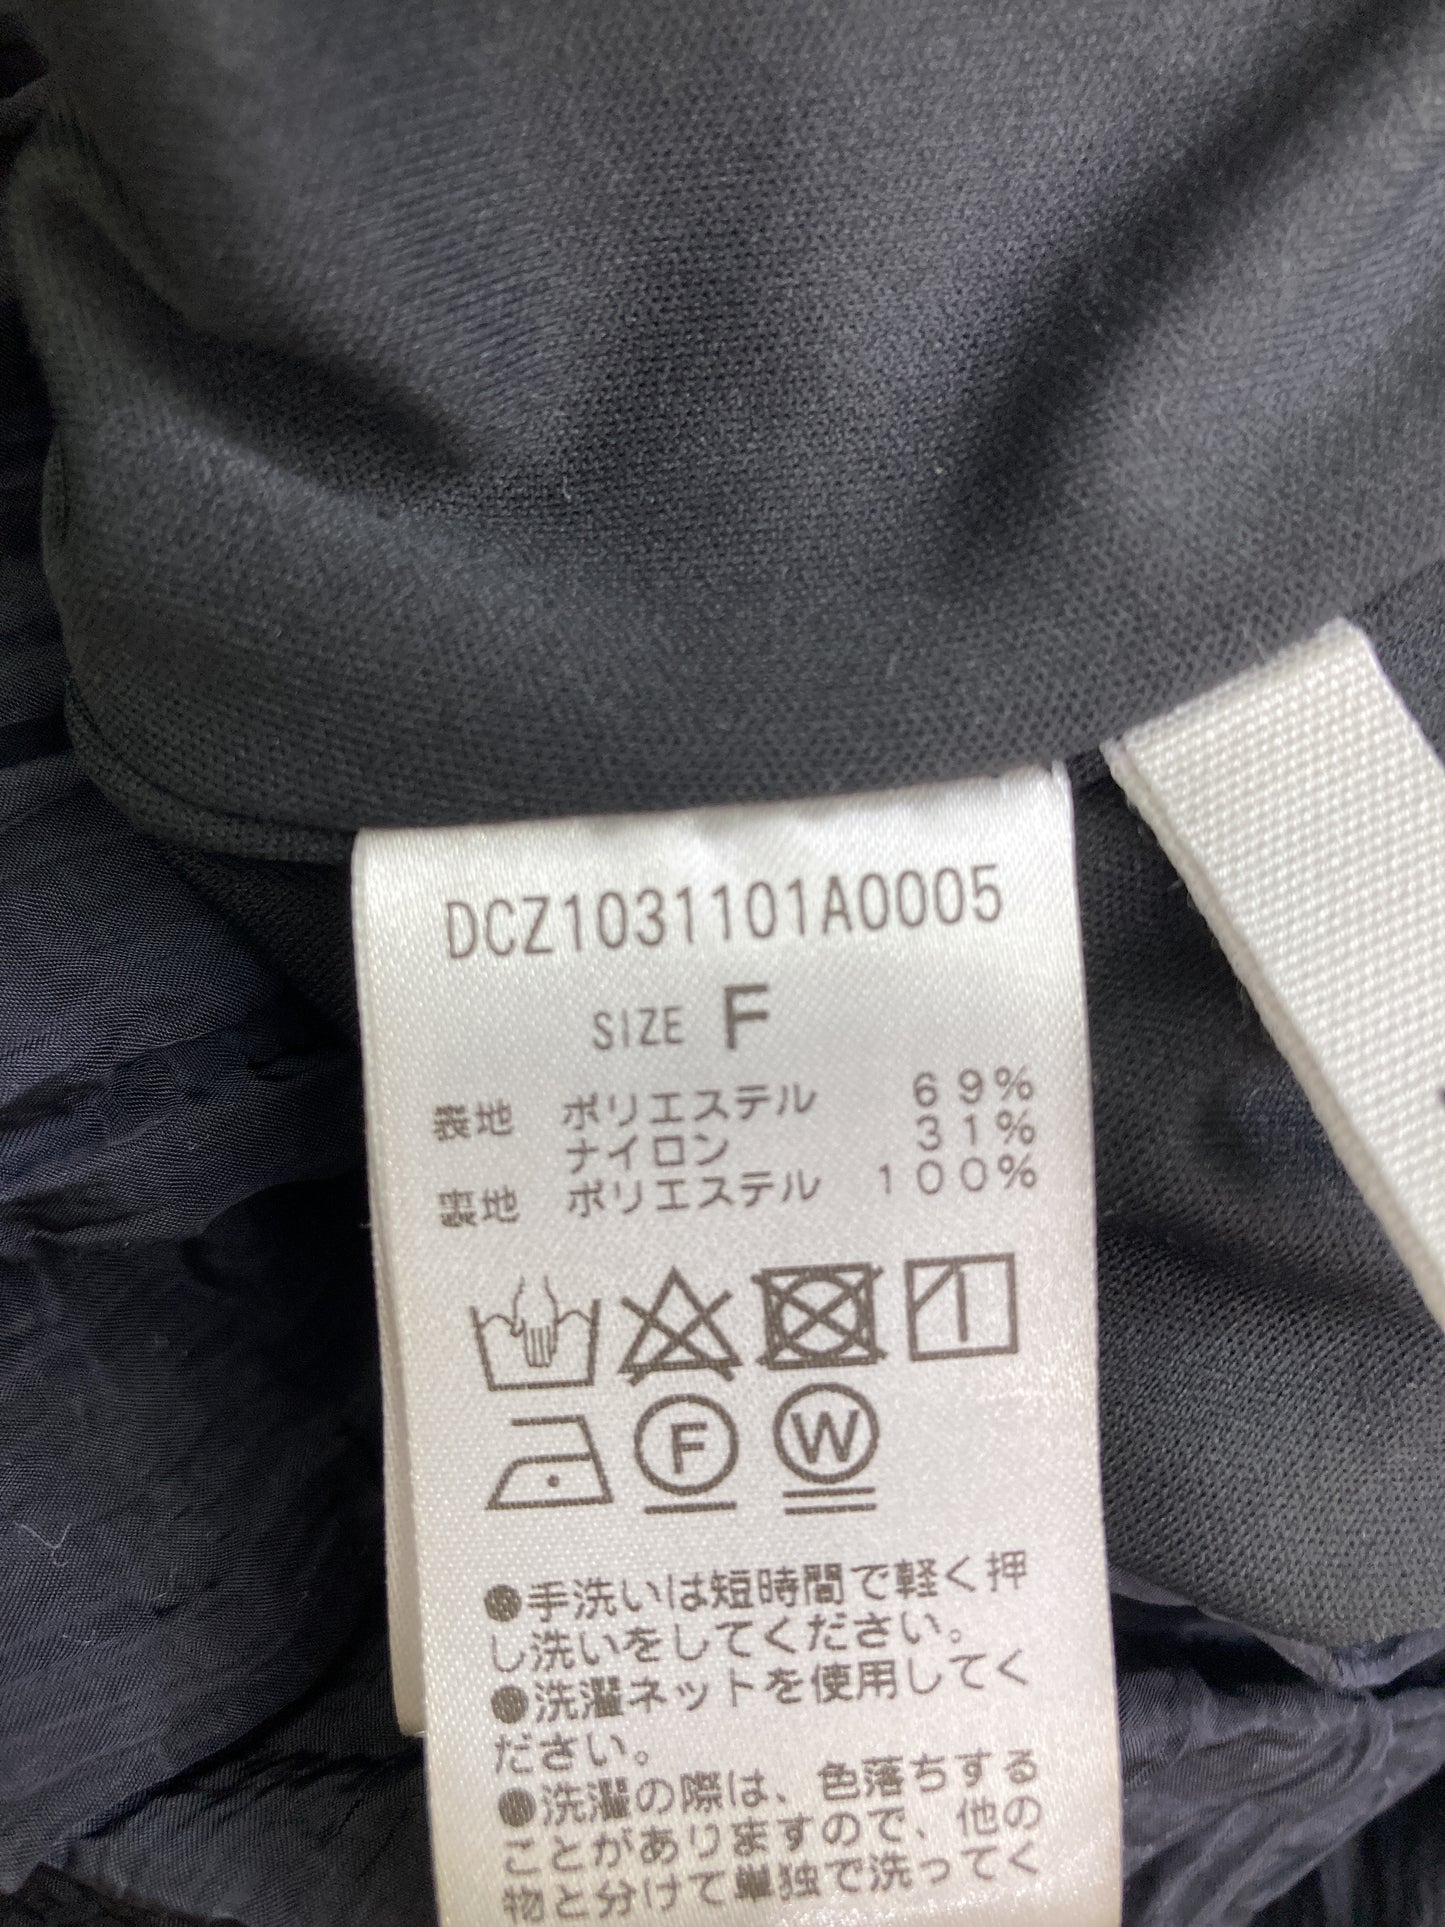 DCZ1031101A0005
SIZE F
表地 ポリエステル 69%
ナイロン 31%
裏地 ポリエステル 100%
F W
●手洗いは短時間で軽く押
し洗いをしてください。
●洗濯ネットを使用してく
ださい。
●洗濯の際は、色落ちする
ことがありますので、他の
物と分けて単独で洗ってく